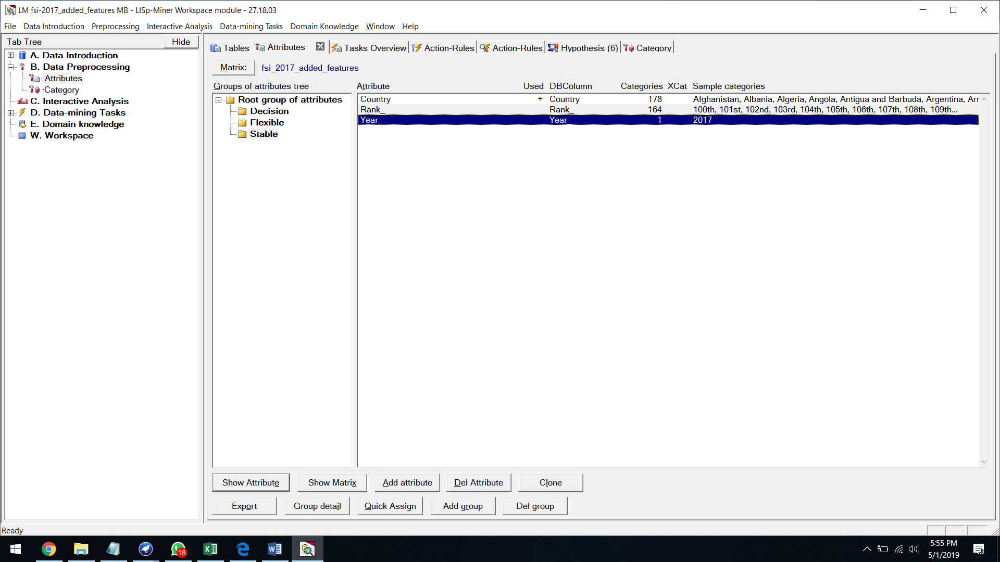 LM fsi-2017_added_features MB - LISp-Miner Workspace module - 27.18.03
File Data Introduction Preprocessing Interactive Analysis Data-mining Tasks Domain Knowledge Window Help
Tab Tree Hide
A. Data Introduction
B. Data Preprocessing
Attributes
·Category
C. Interactive Analysis
D. Data-mining Tasks
E. Domain knowledge
W. Workspace
Tables Attributes Tasks Overview Action-Rules Action-Rules Hypothesis (6) Category
Matrix: fsi_2017_added_features
Groups of attributes tree
Root group of attributes
Decision
Flexible
Stable
Attribute Used DBColumn Categories XCat Sample categories
Country + Country 178 Afghanistan, Albania, Algeria, Angola, Antigua and Barbuda, Argentina, Arr
Rank_ Rank_ 164 100th, 101st, 102nd, 103rd, 104th, 105th, 106th, 107th, 108th, 109th...
Year_ Year_ 1 2017
Show Attribute Show Matrix Add attribute Del Attribute Clone
Export Group detail Quick Assign Add group Del group
Ready
18
5:55 PM
5/1/2019